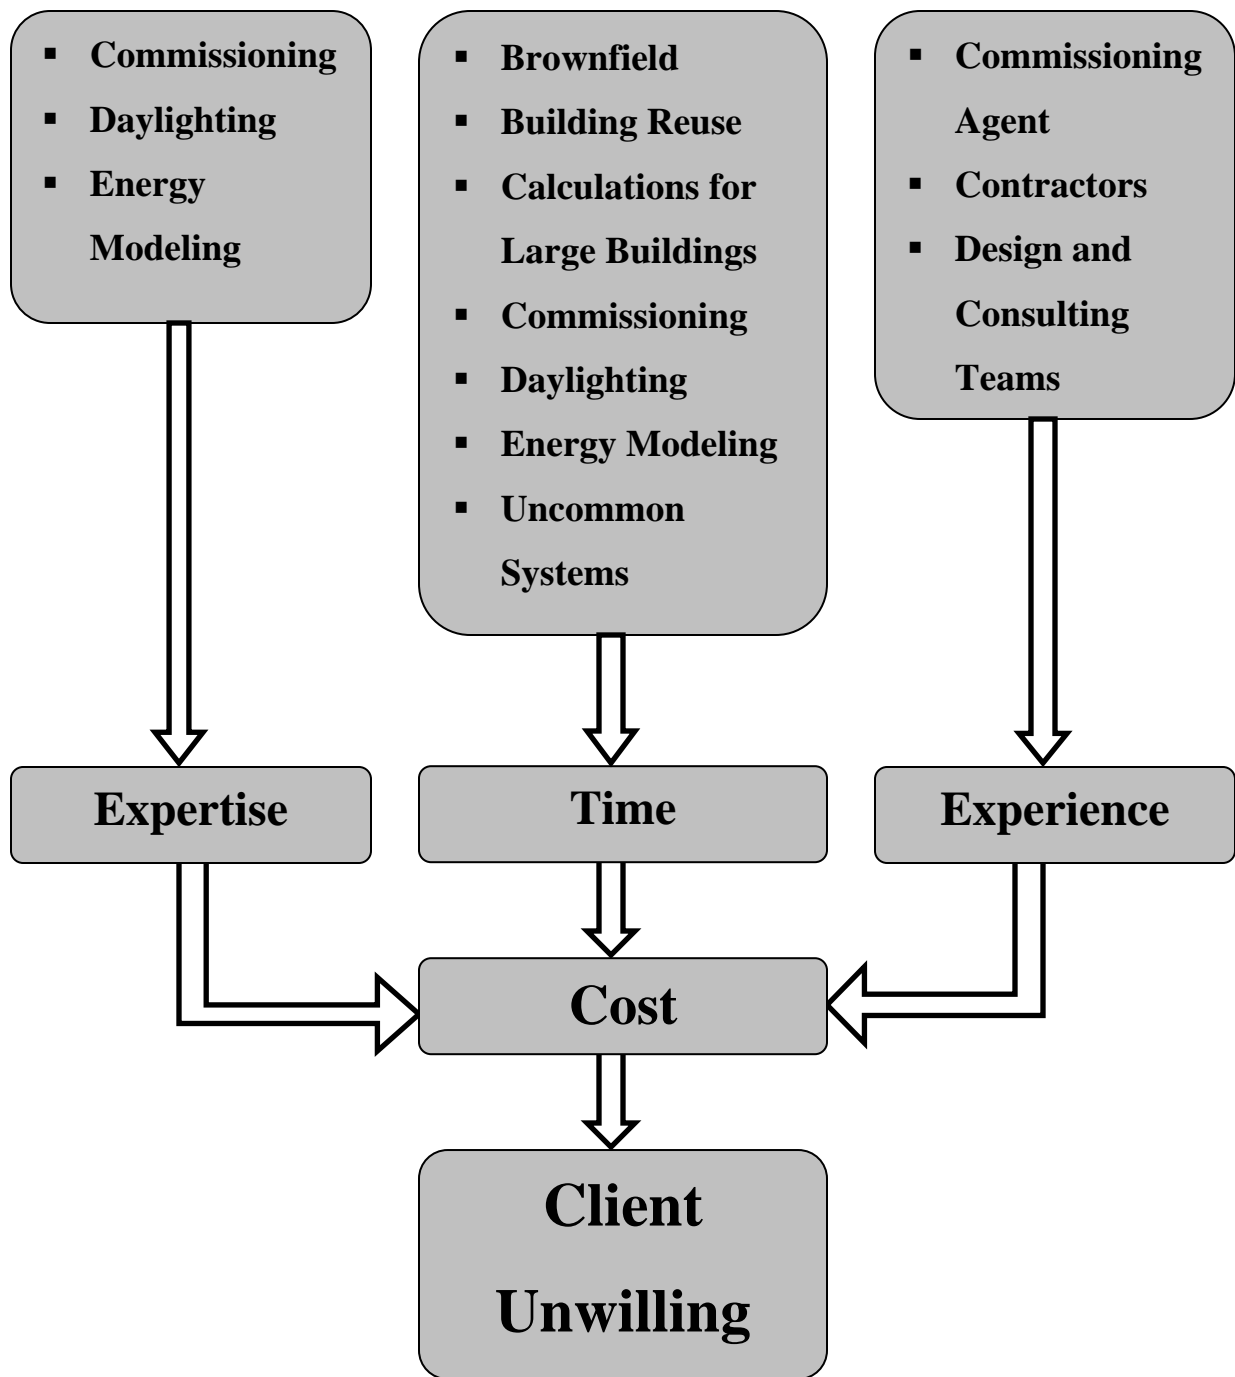 ▪ Commissioning
▪ Daylighting
▪ Energy
Modeling
▪ Brownfield
▪ Building Reuse
▪ Calculations for
Large Buildings
▪ Commissioning
▪ Daylighting
▪ Energy Modeling
▪ Uncommon
Systems
▪ Commissioning
Agent
▪ Contractors
▪ Design and
Consulting
Teams
Expertise
Time
Experience
Cost
Client
Unwilling